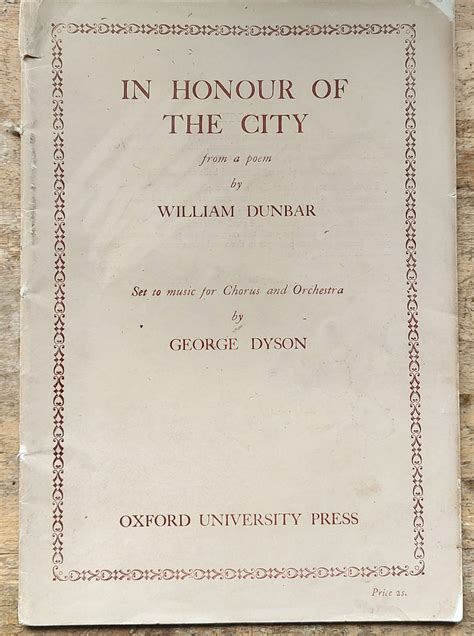 IN HONOUR OF
THE CITY
from a poem
by
WILLIAM DUNBAR
Set to music for Chorus and Orchestra
by
GEORGE DYSON
OXFORD UNIVERSITY PRESS
Price 2s.